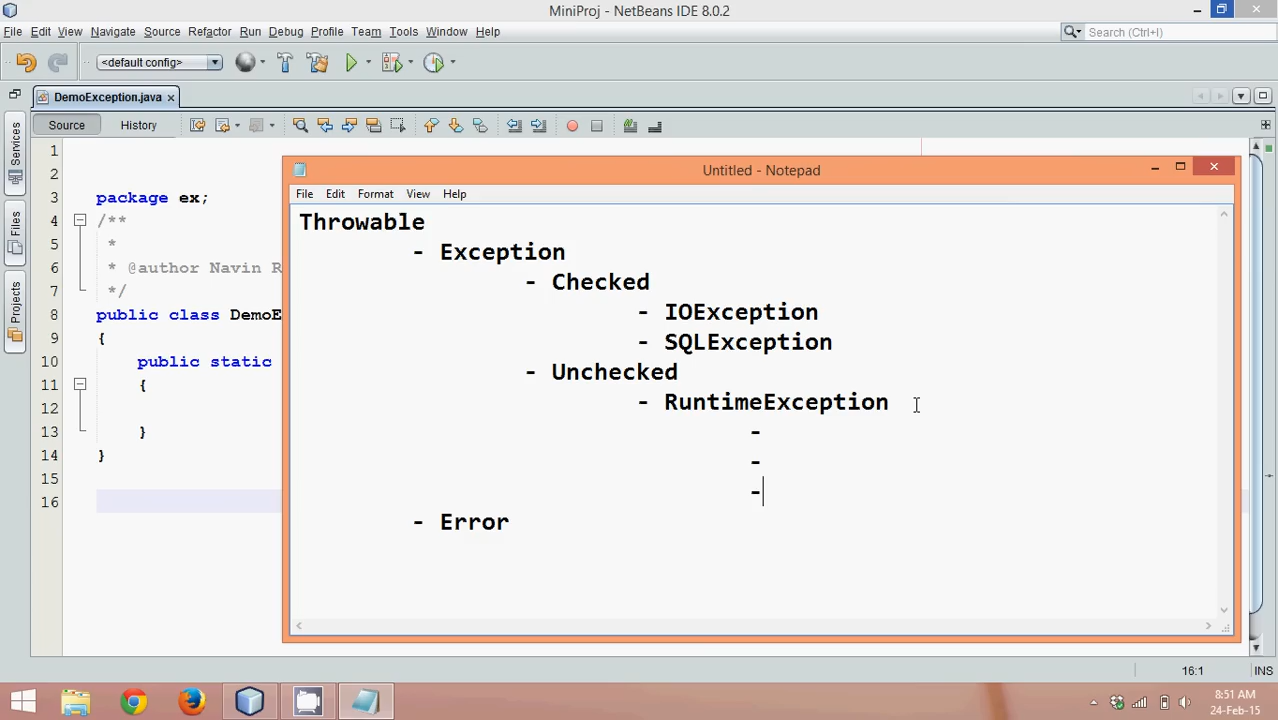 MiniProj - NetBeans IDE 8.0.2
File Edit View Navigate Source Refactor Run Debug Profile Team Tools Window Help
Search (Ctrl+I)
<default config>
DemoException.java
Source History
Services
Files
Projects
1
2
3 package ex;
4 /**
5 *
6 * @author Navin R
7 */
8 public class DemoE
9 {
10 public static
11 {
12
13 }
14 }
15
16
Untitled - Notepad
File Edit Format View Help
Throwable
- Exception
- Checked
- IOException
- SQLException
- Unchecked
- RuntimeException
-
-
-
- Error
16:1 INS
8:51 AM
24-Feb-15